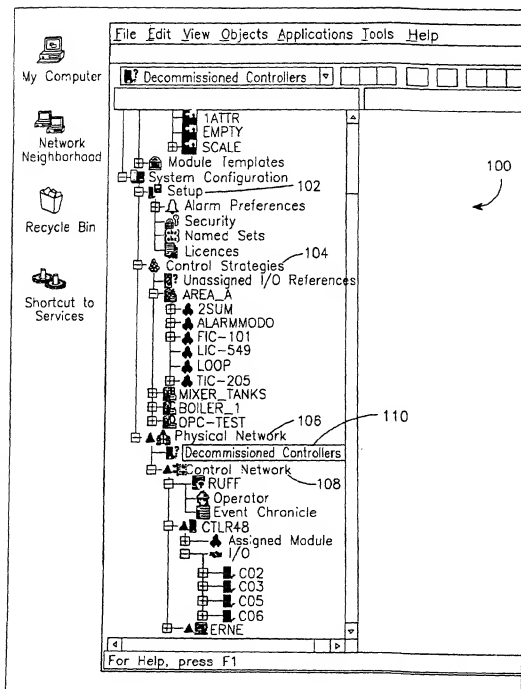 File Edit View Objects Applications Tools Help
My Computer
? Decommissioned Controllers
1ATTR
EMPTY
SCALE
Network
Neighborhood
Module Templates
System Configuration
Setup 102
100
Alarm Preferences
Security
Named Sets
Licences
Recycle Bin
104
Control Strategies
? Unassigned I/O References
AREA_A
2SUM
ALARMMODO
FIC-101
LIC-549
LOOP
TIC-205
Shortcut to
Services
MIXER_TANKS
BOILER_1
OPC-TEST
106
110
Physical Network
? Decommissioned Controllers
Control Network 108
RUFF
Operator
Event Chronicle
CTLR48
Assigned Module
I/O
C02
C03
C05
C06
ERNE
For Help, press F1